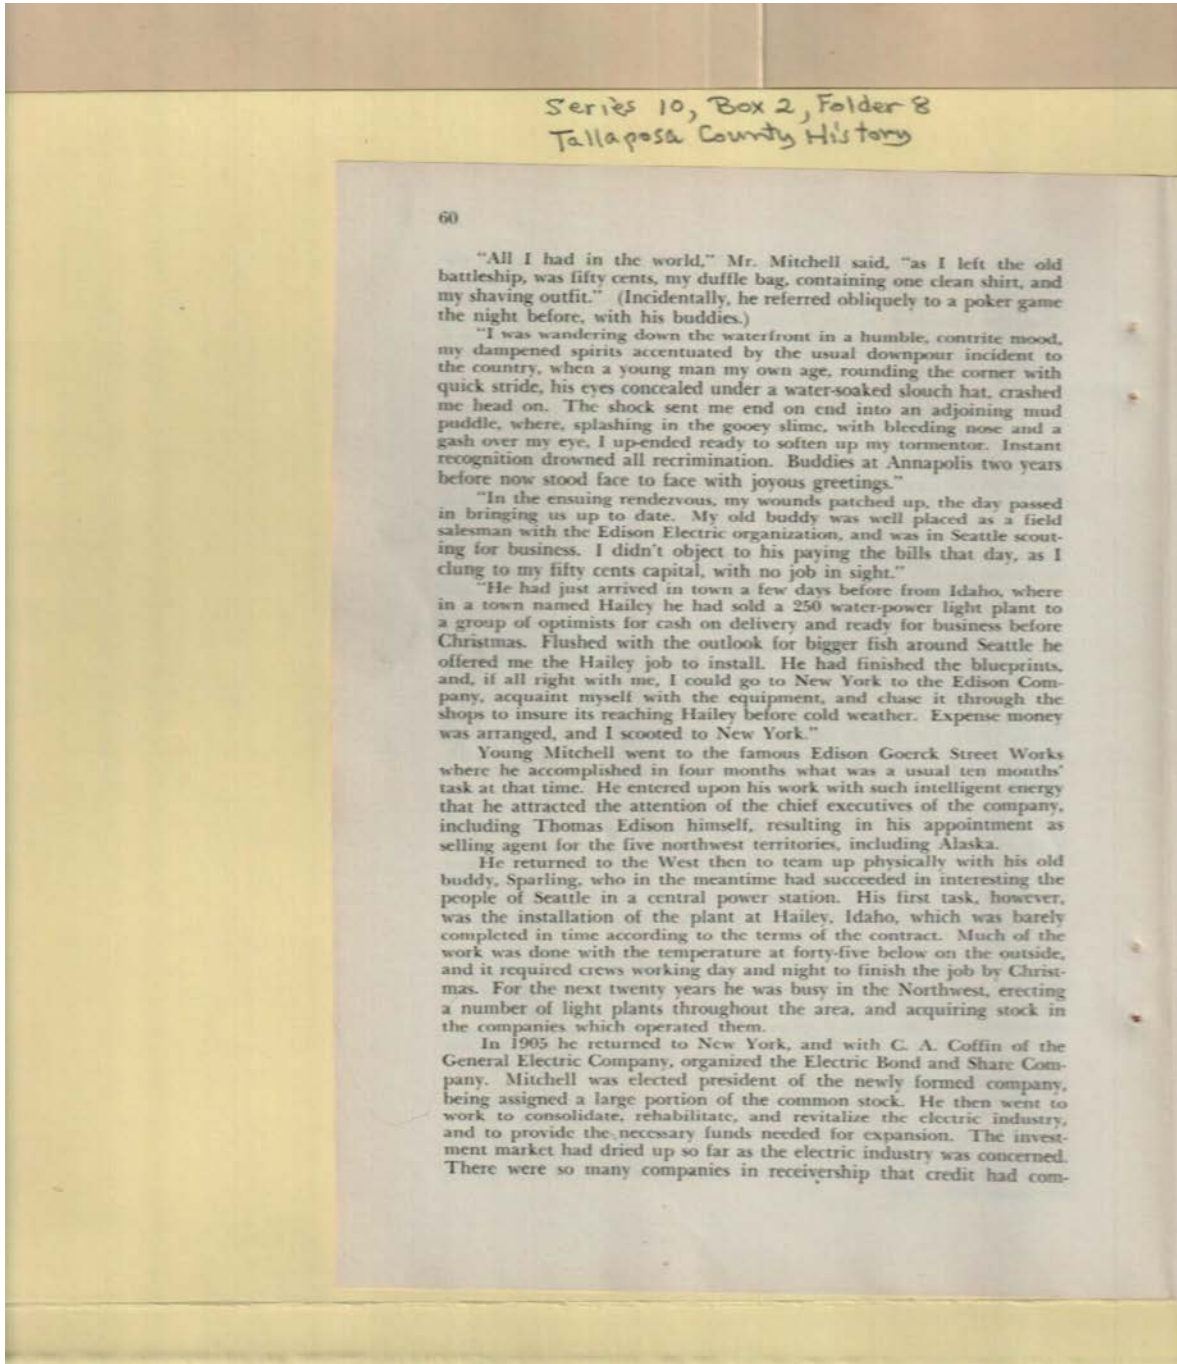 Series 10, Box 2, Folder 8
Tallaposa County History
60
"All I had in the world," Mr. Mitchell said, "as I left the old
battleship, was fifty cents, my duffle bag, containing one clean shirt, and
my shaving outfit." (Incidentally, he referred obliquely to a poker game
the night before, with his buddies.)
"I was wandering down the waterfront in a humble, contrite mood,
my dampened spirits accentuated by the usual downpour incident to
the country, when a young man my own age, rounding the corner with
quick stride, his eyes concealed under a water-soaked slouch hat, crashed
me head on. The shock sent me end on end into an adjoining mud
puddle, where, splashing in the gooey slime, with bleeding nose and a
gash over my eye, I up-ended ready to soften up my tormentor. Instant
recognition drowned all recrimination. Buddies at Annapolis two years
before now stood face to face with joyous greetings."
"In the ensuing rendezvous, my wounds patched up, the day passed
in bringing us up to date. My old buddy was well placed as a field
salesman with the Edison Electric organization, and was in Seattle scout-
ing for business. I didn't object to his paying the bills that day, as I
clung to my fifty cents capital, with no job in sight."
"He had just arrived in town a few days before from Idaho, where
in a town named Hailey he had sold a 250 water-power light plant to
a group of optimists for cash on delivery and ready for business before
Christmas. Flushed with the outlook for bigger fish around Seattle he
offered me the Hailey job to install. He had finished the blueprints,
and, if all right with me, I could go to New York to the Edison Com-
pany, acquaint myself with the equipment, and chase it through the
shops to insure its reaching Hailey before cold weather. Expense money
was arranged, and I scooted to New York."
Young Mitchell went to the famous Edison Goerck Street Works
where he accomplished in four months what was a usual ten months'
task at that time. He entered upon his work with such intelligent energy
that he attracted the attention of the chief executives of the company,
including Thomas Edison himself, resulting in his appointment as
selling agent for the five northwest territories, including Alaska.
He returned to the West then to team up physically with his old
buddy, Sparling, who in the meantime had succeeded in interesting the
people of Seattle in a central power station. His first task, however,
was the installation of the plant at Hailey, Idaho, which was barely
completed in time according to the terms of the contract. Much of the
work was done with the temperature at forty-five below on the outside,
and it required crews working day and night to finish the job by Christ-
mas. For the next twenty years he was busy in the Northwest, erecting
a number of light plants throughout the area, and acquiring stock in
the companies which operated them.
In 1905 he returned to New York, and with C. A. Coffin of the
General Electric Company, organized the Electric Bond and Share Com-
pany. Mitchell was elected president of the newly formed company,
being assigned a large portion of the common stock. He then went to
work to consolidate, rehabilitate, and revitalize the electric industry,
and to provide the necessary funds needed for expansion. The invest-
ment market had dried up so far as the electric industry was concerned.
There were so many companies in receivership that credit had com-